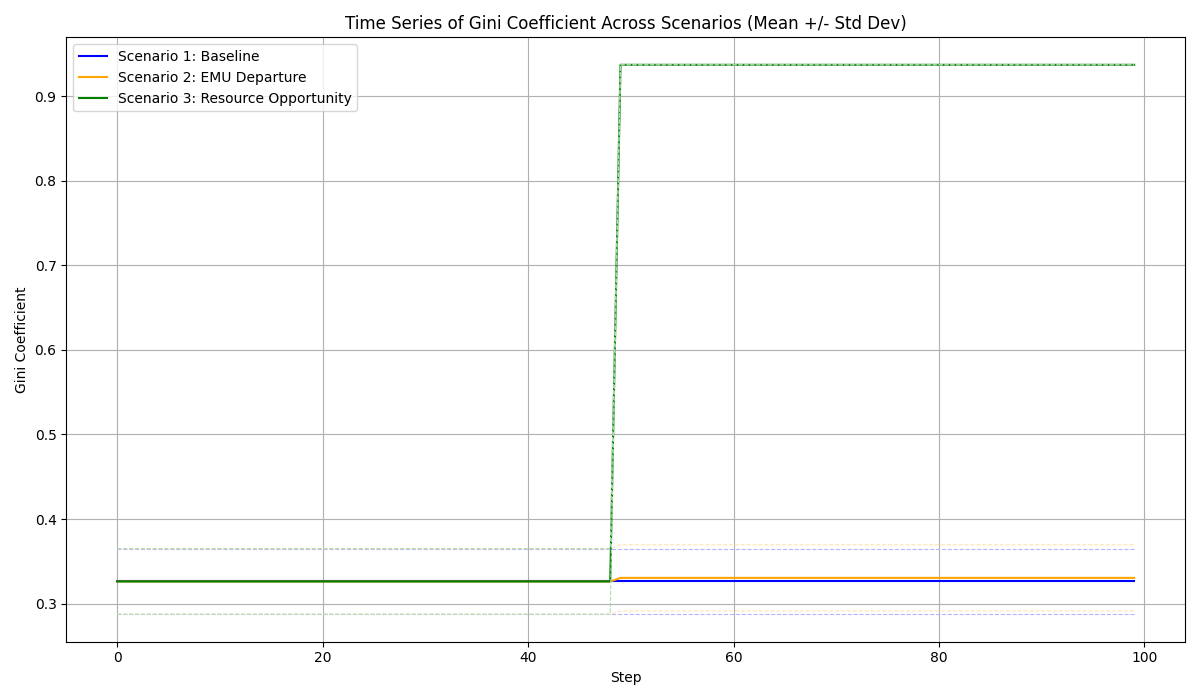 Time Series of Gini Coefficient Across Scenarios (Mean +/- Std Dev)
Scenario 1: Baseline
Scenario 2: EMU Departure
Scenario 3: Resource Opportunity
Gini Coefficient
0.9
0.8
0.7
0.6
0.5
0.4
0.3
0 20 40 60 80 100
Step